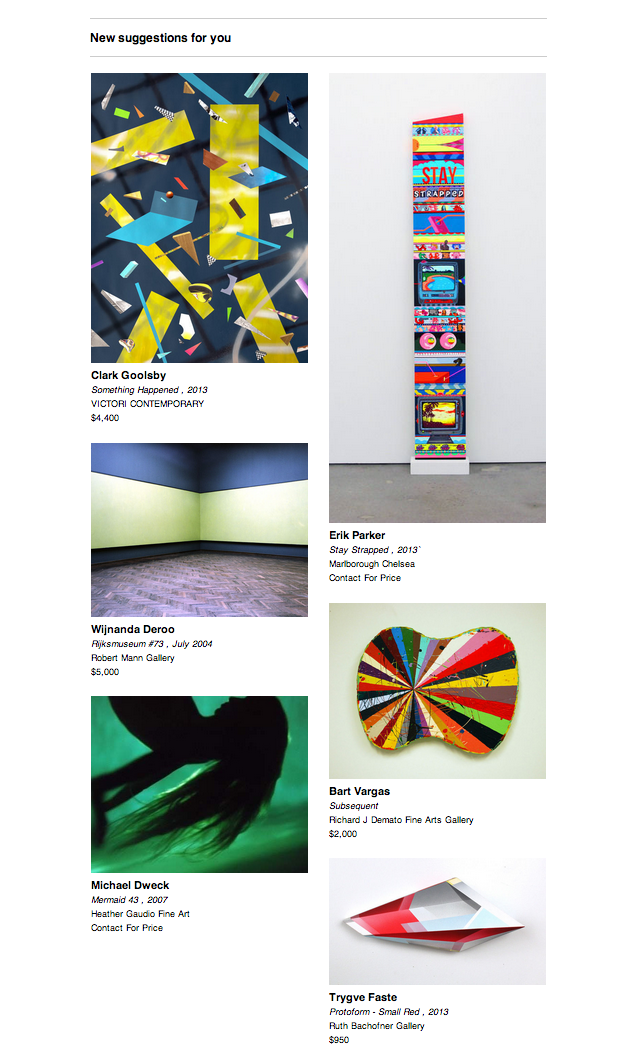 New suggestions for you
Clark Goolsby
Something Happened , 2013
VICTORI CONTEMPORARY
$4,400
Wijnanda Deroo
Rijksmuseum #73 , July 2004
Robert Mann Gallery
$5,000
Michael Dweck
Mermaid 43 , 2007
Heather Gaudio Fine Art
Contact For Price
STAY
STRAPPED
Erik Parker
Stay Strapped , 2013`
Marlborough Chelsea
Contact For Price
Bart Vargas
Subsequent
Richard J Demato Fine Arts Gallery
$2,000
Trygve Faste
Protoform - Small Red , 2013
Ruth Bachofner Gallery
$950